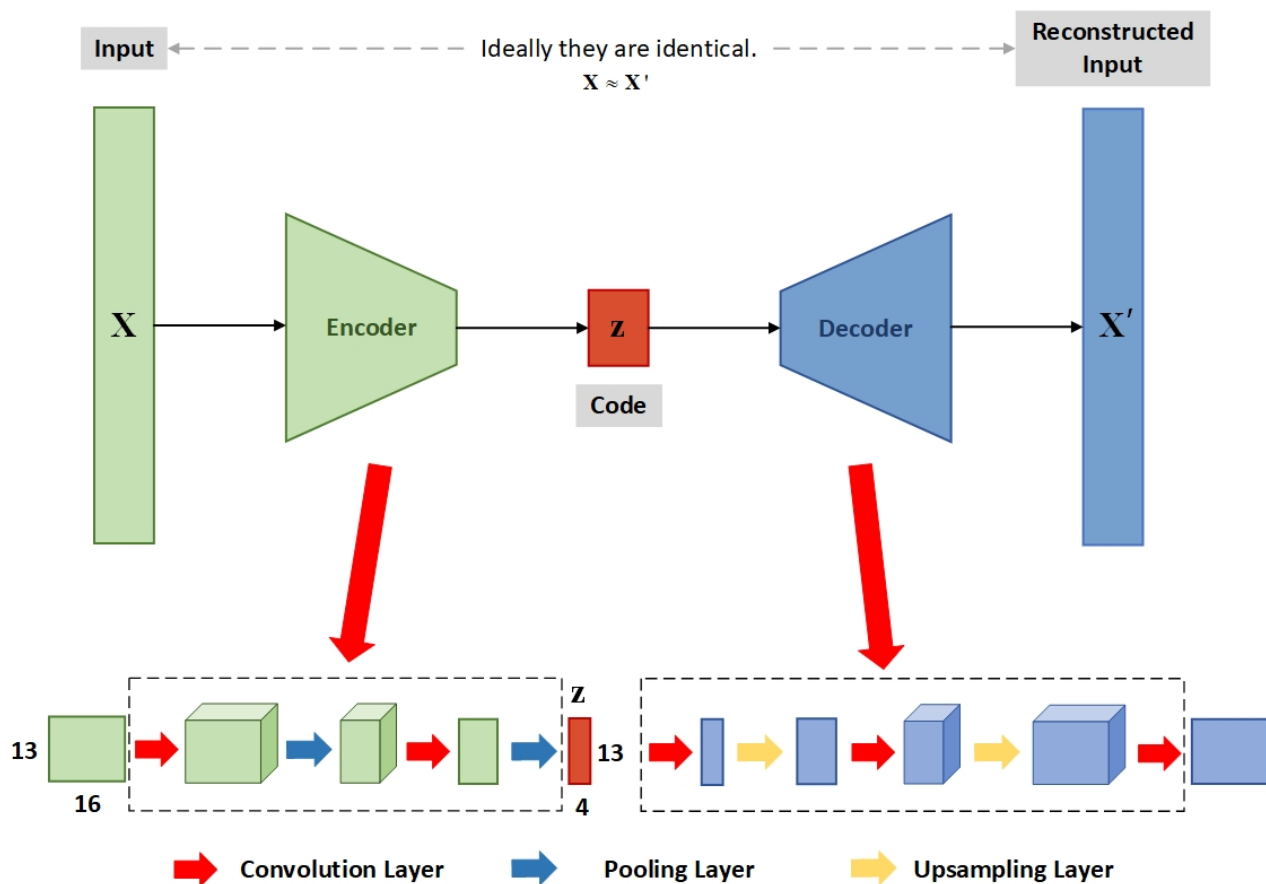 Input
Ideally they are identical.
X ≈ X'
Reconstructed
Input
X
Encoder
z
Decoder
X'
Code
z
13
13
16
4
Convolution Layer
Pooling Layer
Upsampling Layer